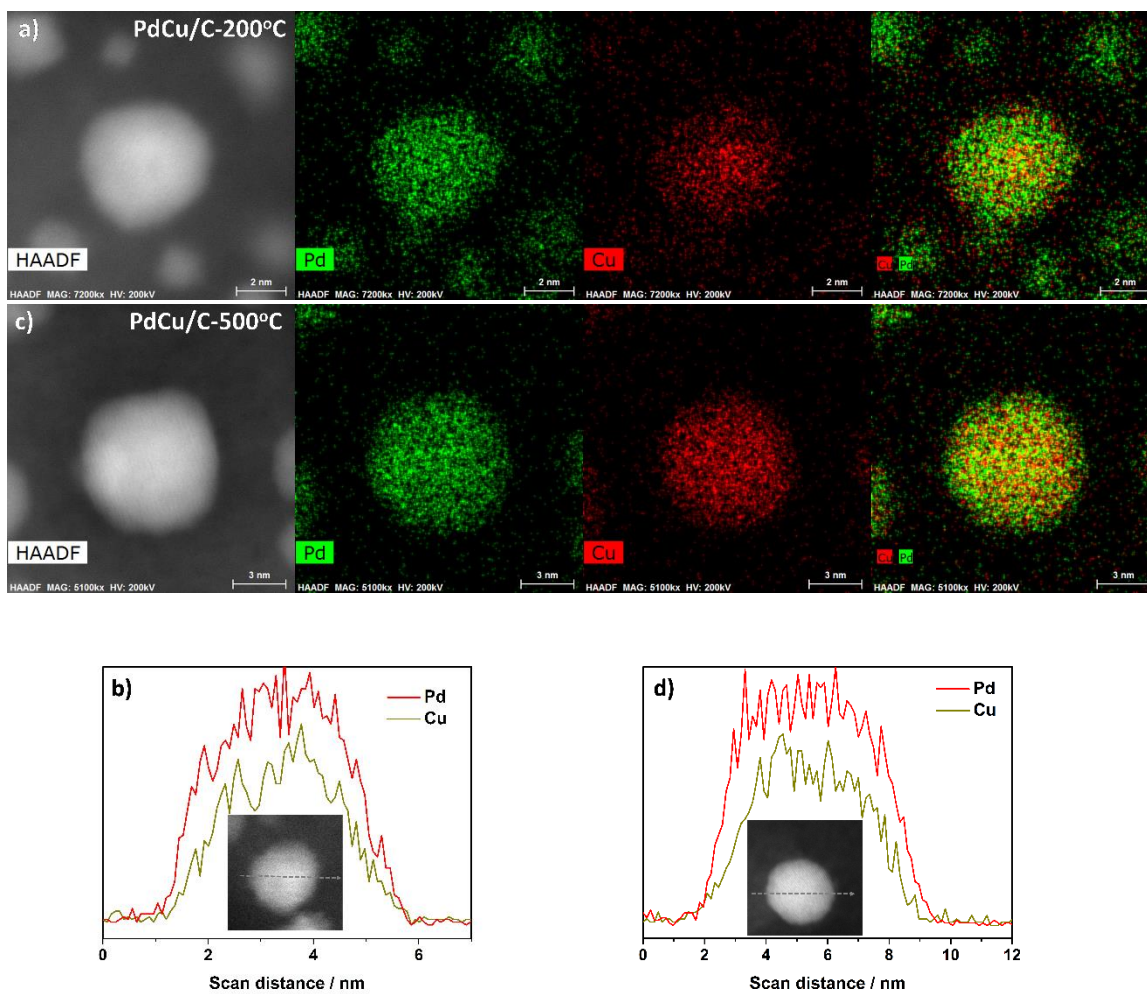 a) PdCu/C-200°C
HAADF
Pd
Cu
Cu Pd
2 nm
2 nm
2 nm
2 nm
HAADF MAG: 7200kx HV: 200kV
HAADF MAG: 7200kx HV: 200kV
HAADF MAG: 7200kx HV: 200kV
HAADF MAG: 7200kx HV: 200kV
c) PdCu/C-500°C
HAADF
Pd
Cu
Cu Pd
3 nm
3 nm
3 nm
3 nm
HAADF MAG: 5100kx HV: 200kV
HAADF MAG: 5100kx HV: 200kV
HAADF MAG: 5100kx HV: 200kV
HAADF MAG: 5100kx HV: 200kV
b)
Pd
Cu
0 2 4 6
Scan distance / nm
d)
Pd
Cu
0 2 4 6 8 10 12
Scan distance / nm